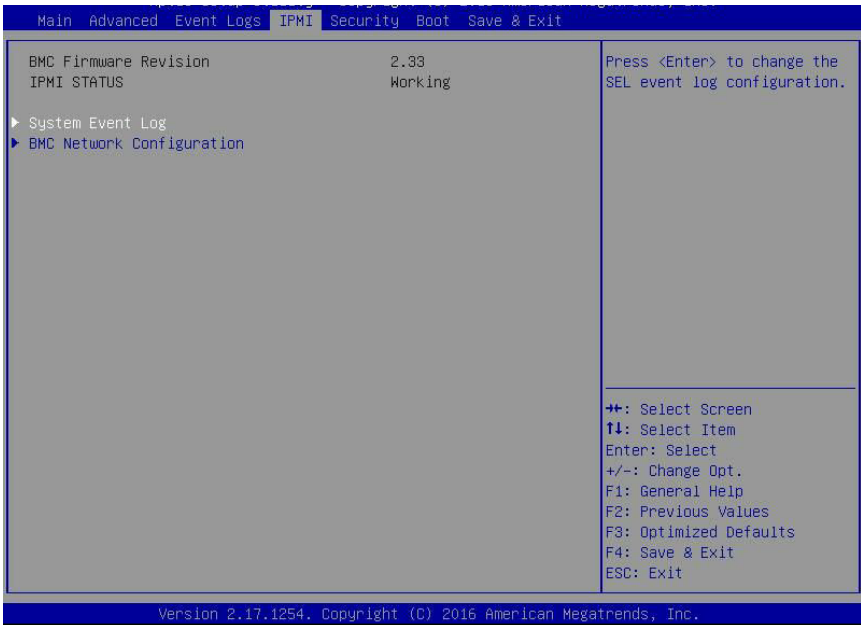 Main Advanced Event Logs IPMI Security Boot Save & Exit
BMC Firmware Revision 2.33
IPMI STATUS Working
System Event Log
BMC Network Configuration
Press <Enter> to change the
SEL event log configuration.
→←: Select Screen
↑↓: Select Item
Enter: Select
+/-: Change Opt.
F1: General Help
F2: Previous Values
F3: Optimized Defaults
F4: Save & Exit
ESC: Exit
Version 2.17.1254. Copyright (C) 2016 American Megatrends, Inc.